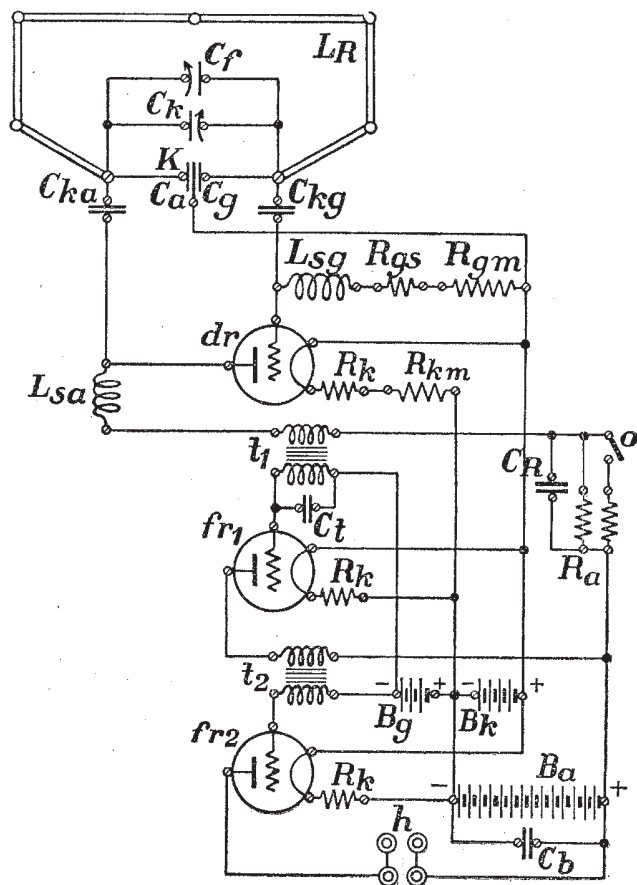 L_R
C_f
C_k
K
C_ka C_a C_g C_kg
L_sg R_gs R_gm
dr
R_k R_km
L_sa
t_1
o
C_R
C_t
fr_1
R_k
R_a
t_2
- + - +
B_g B_k
fr_2
R_k
- B_a +
h
C_b